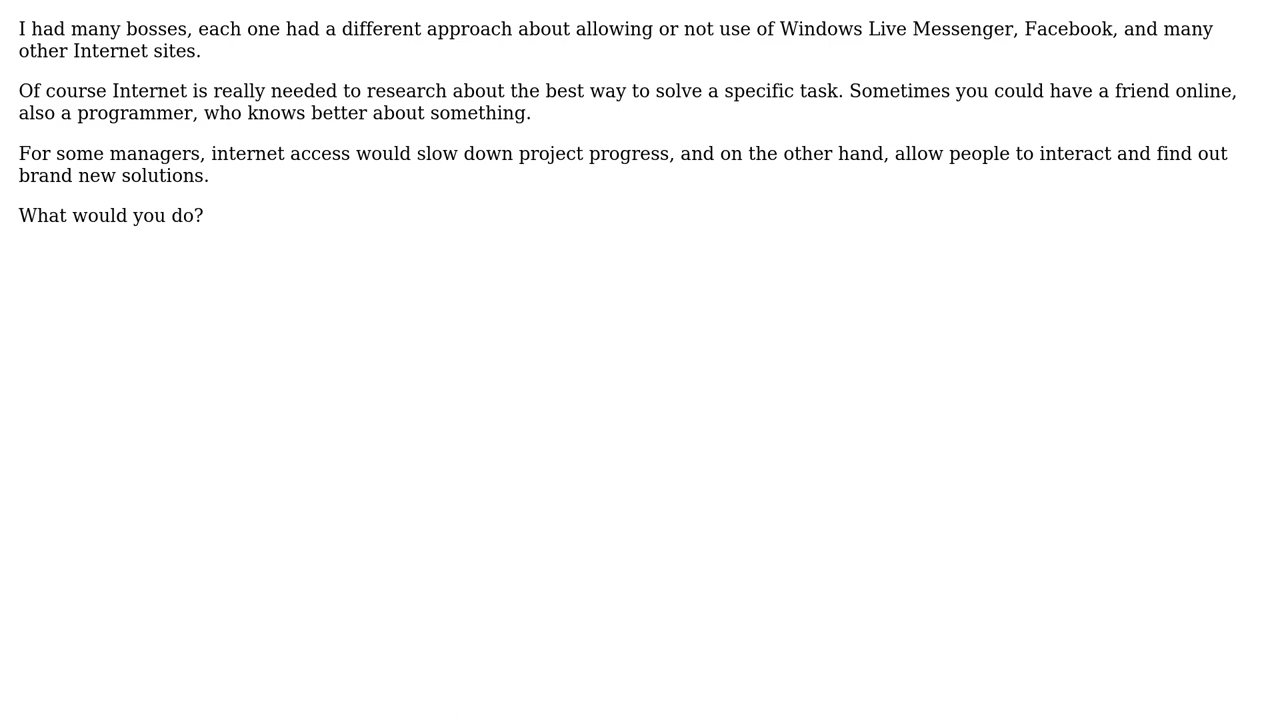 I had many bosses, each one had a different approach about allowing or not use of Windows Live Messenger, Facebook, and many
other Internet sites.
Of course Internet is really needed to research about the best way to solve a specific task. Sometimes you could have a friend online,
also a programmer, who knows better about something.
For some managers, internet access would slow down project progress, and on the other hand, allow people to interact and find out
brand new solutions.
What would you do?